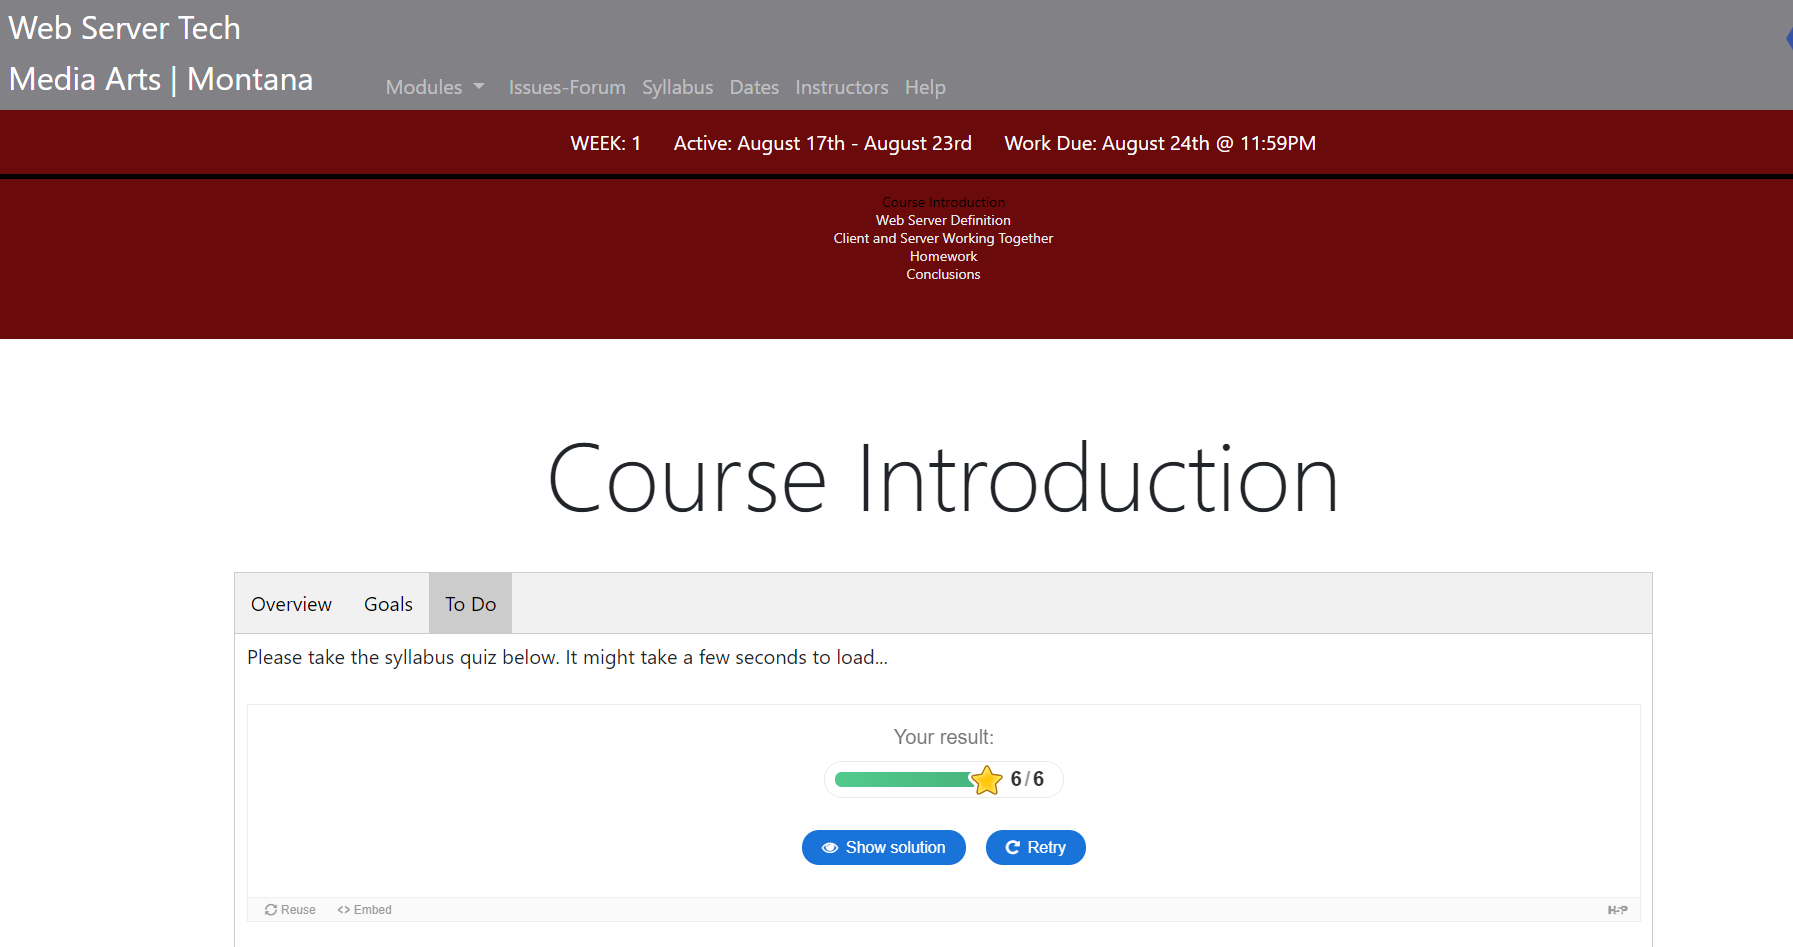 Web Server Tech
Media Arts | Montana
Modules Issues-Forum Syllabus Dates Instructors Help
WEEK: 1 Active: August 17th - August 23rd Work Due: August 24th @ 11:59PM
Course Introduction
Web Server Definition
Client and Server Working Together
Homework
Conclusions
Course Introduction
Overview Goals To Do
Please take the syllabus quiz below. It might take a few seconds to load...
Your result:
6/6
Show solution Retry
Reuse <> Embed H-P